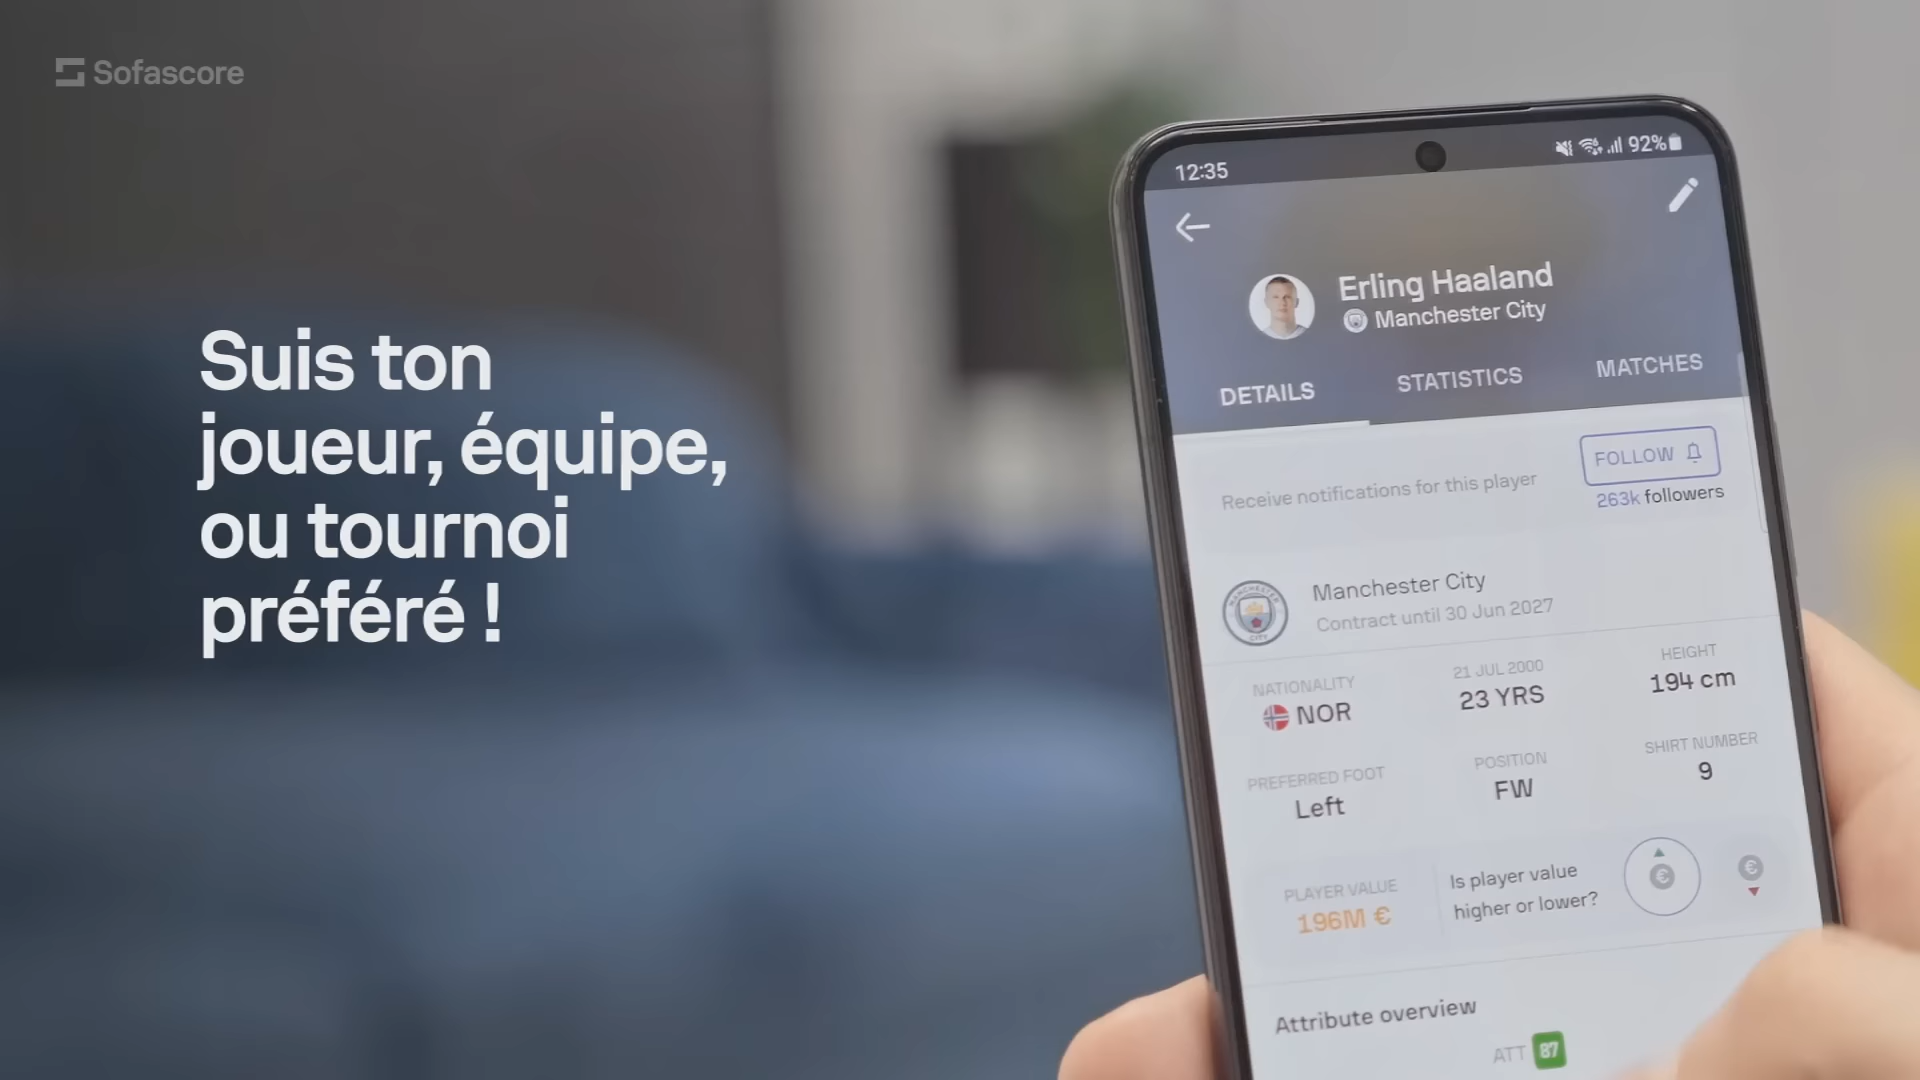 Sofascore
Suis ton
joueur, équipe,
ou tournoi
préféré !
12:35
92%
Erling Haaland
Manchester City
DETAILS
STATISTICS
MATCHES
Receive notifications for this player
FOLLOW
263k followers
Manchester City
Contract until 30 Jun 2027
NATIONALITY
NOR
21 JUL 2000
23 YRS
HEIGHT
194 cm
PREFERRED FOOT
Left
POSITION
FW
SHIRT NUMBER
9
PLAYER VALUE
196M €
Is player value
higher or lower?
€
€
Attribute overview
ATT 87